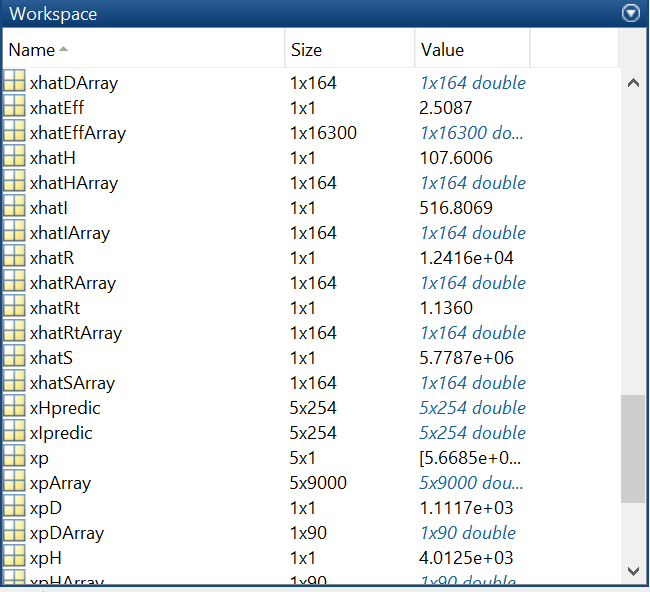 Workspace
Name Size Value
xhatDArray 1x164 1x164 double
xhatEff 1x1 2.5087
xhatEffArray 1x16300 1x16300 do...
xhatH 1x1 107.6006
xhatHArray 1x164 1x164 double
xhatI 1x1 516.8069
xhatIArray 1x164 1x164 double
xhatR 1x1 1.2416e+04
xhatRArray 1x164 1x164 double
xhatRt 1x1 1.1360
xhatRtArray 1x164 1x164 double
xhatS 1x1 5.7787e+06
xhatSArray 1x164 1x164 double
xHpredic 5x254 5x254 double
xIpredic 5x254 5x254 double
xp 5x1 [5.6685e+0...
xpArray 5x9000 5x9000 dou...
xpD 1x1 1.1117e+03
xpDArray 1x90 1x90 double
xpH 1x1 4.0125e+03
xpHArray 1x90 1x90 double